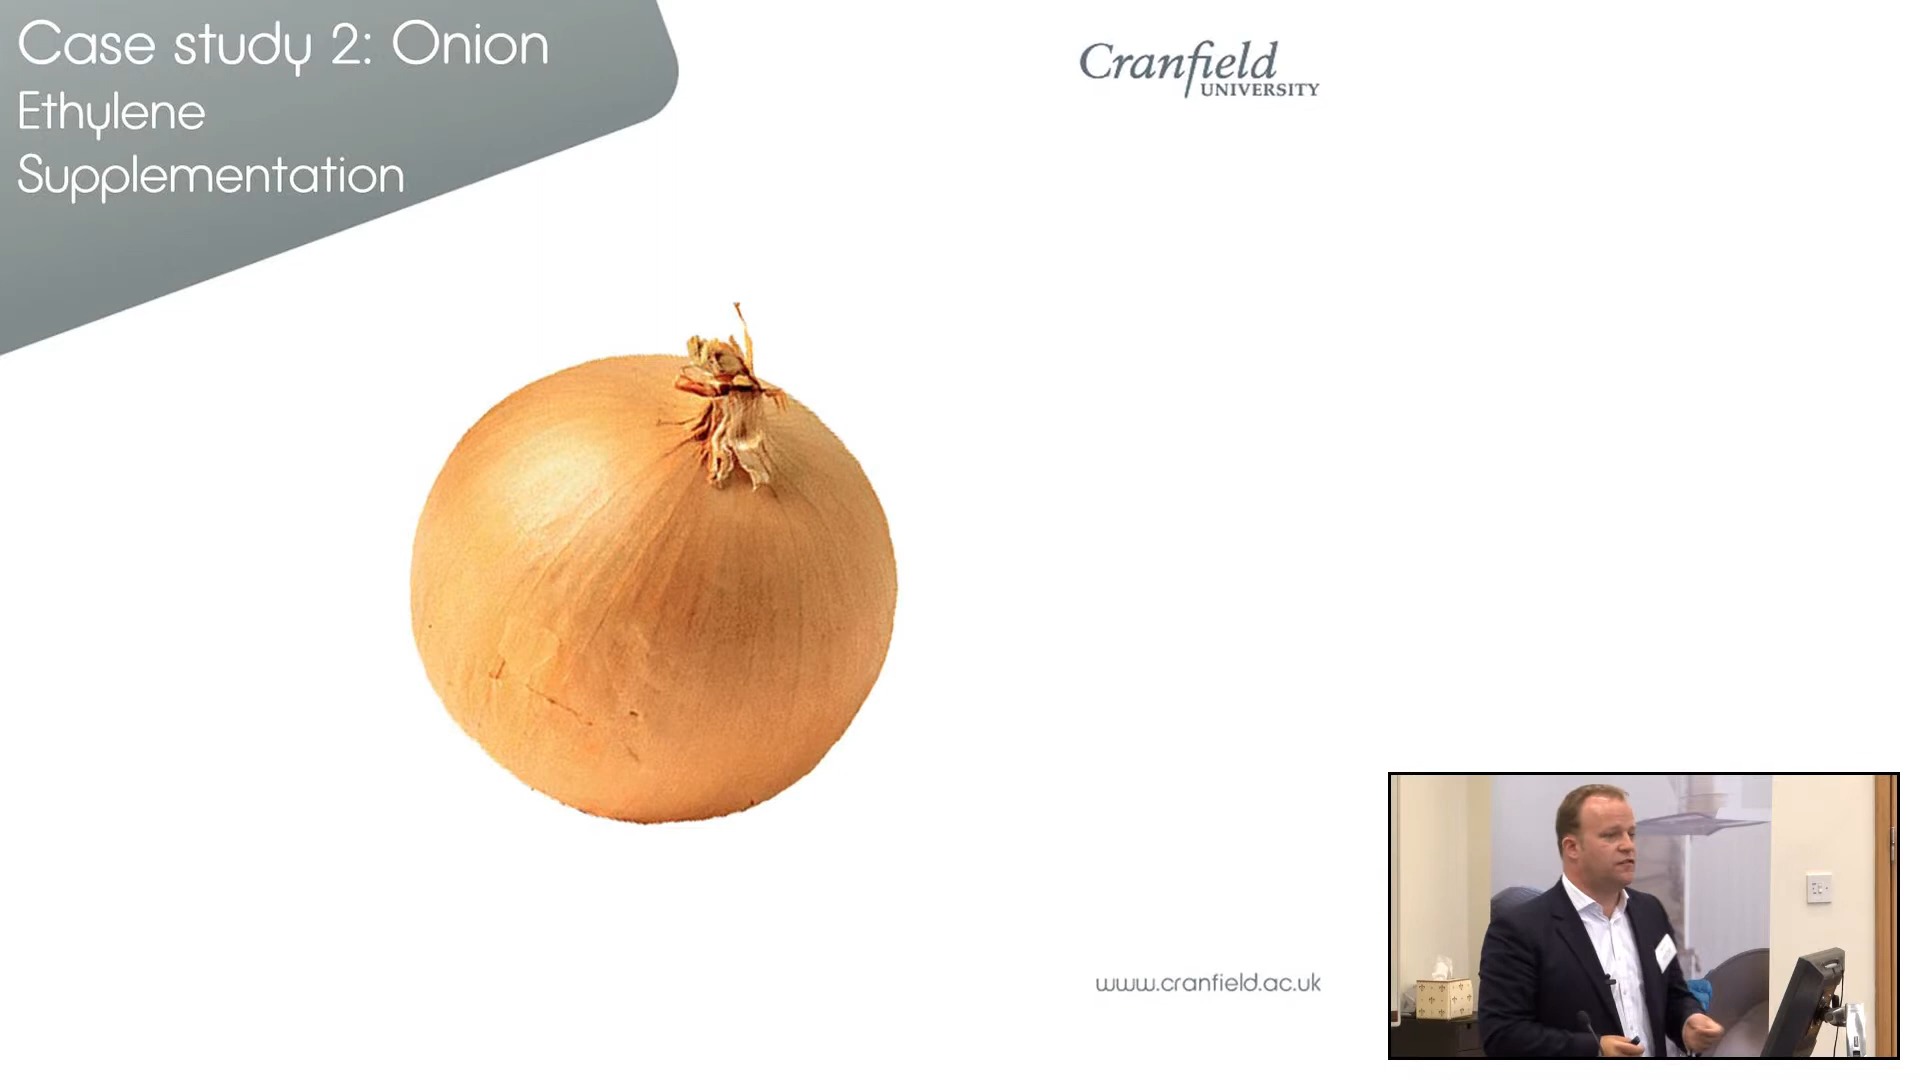 Case study 2: Onion
Ethylene
Supplementation
Cranfield
UNIVERSITY
www.cranfield.ac.uk